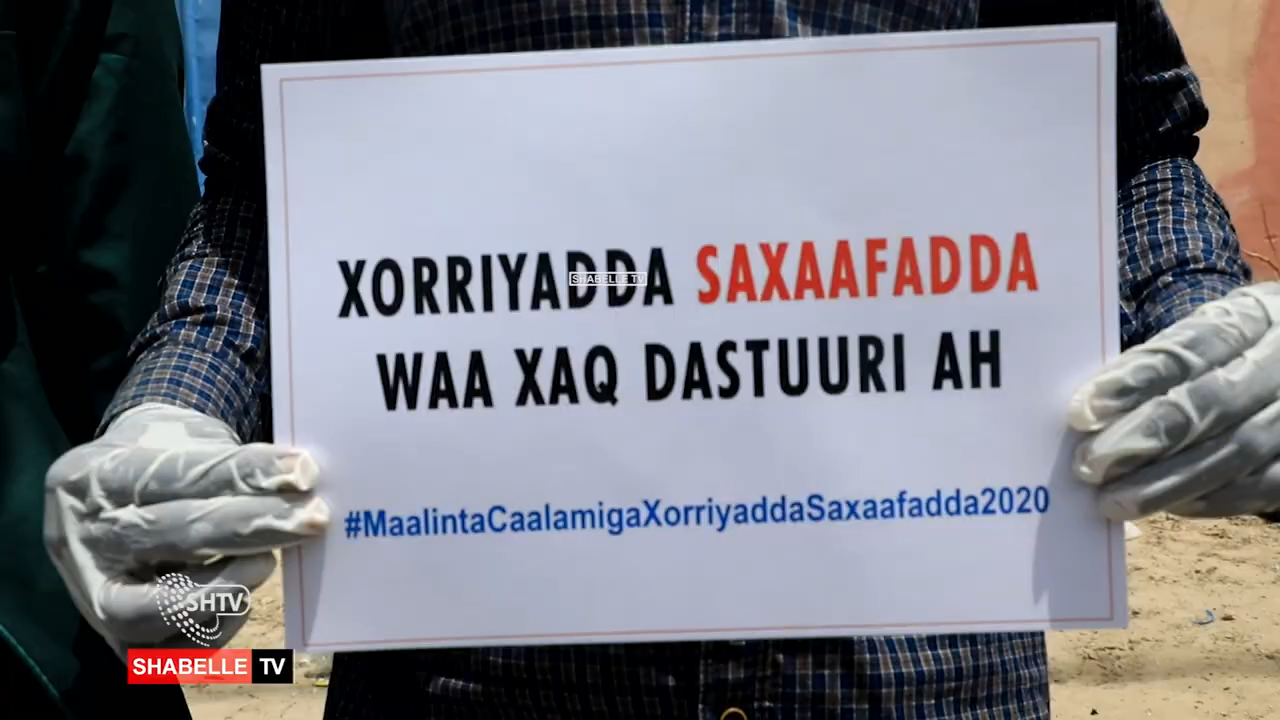 XORRIYADDA SAXAAFADDA
SHABELLE TV
WAA XAQ DASTUURI AH
#MaalintaCaalamigaXorriyaddaSaxaafadda2020
SHTV
SHABELLE TV